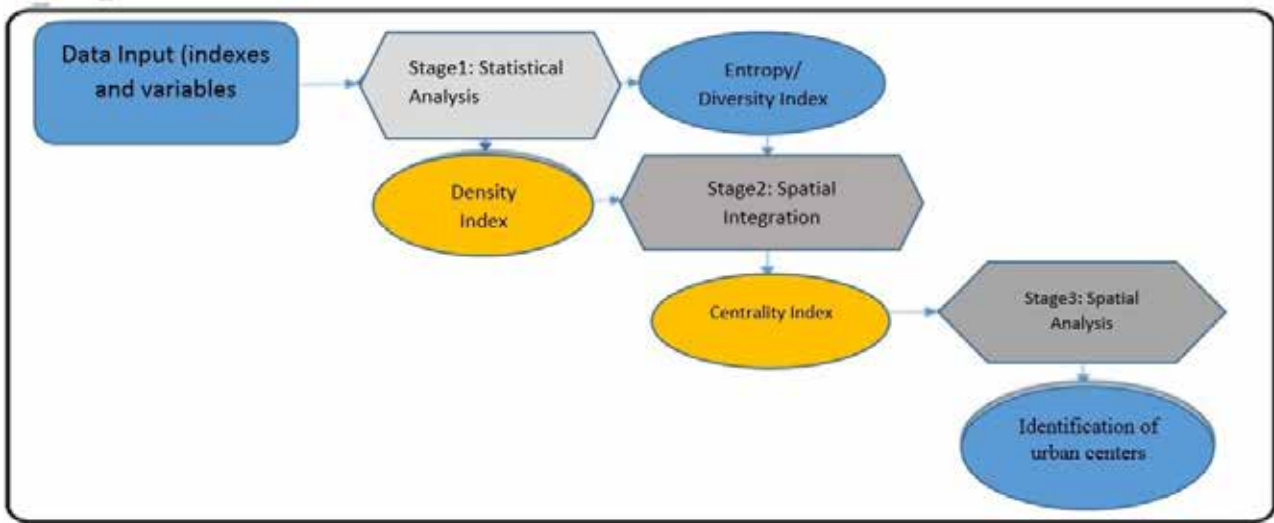 Data Input (indexes
and variables
Stage1: Statistical
Analysis
Entropy/
Diversity Index
Density
Index
Stage2: Spatial
Integration
Centrality Index
Stage3: Spatial
Analysis
Identification of
urban centers